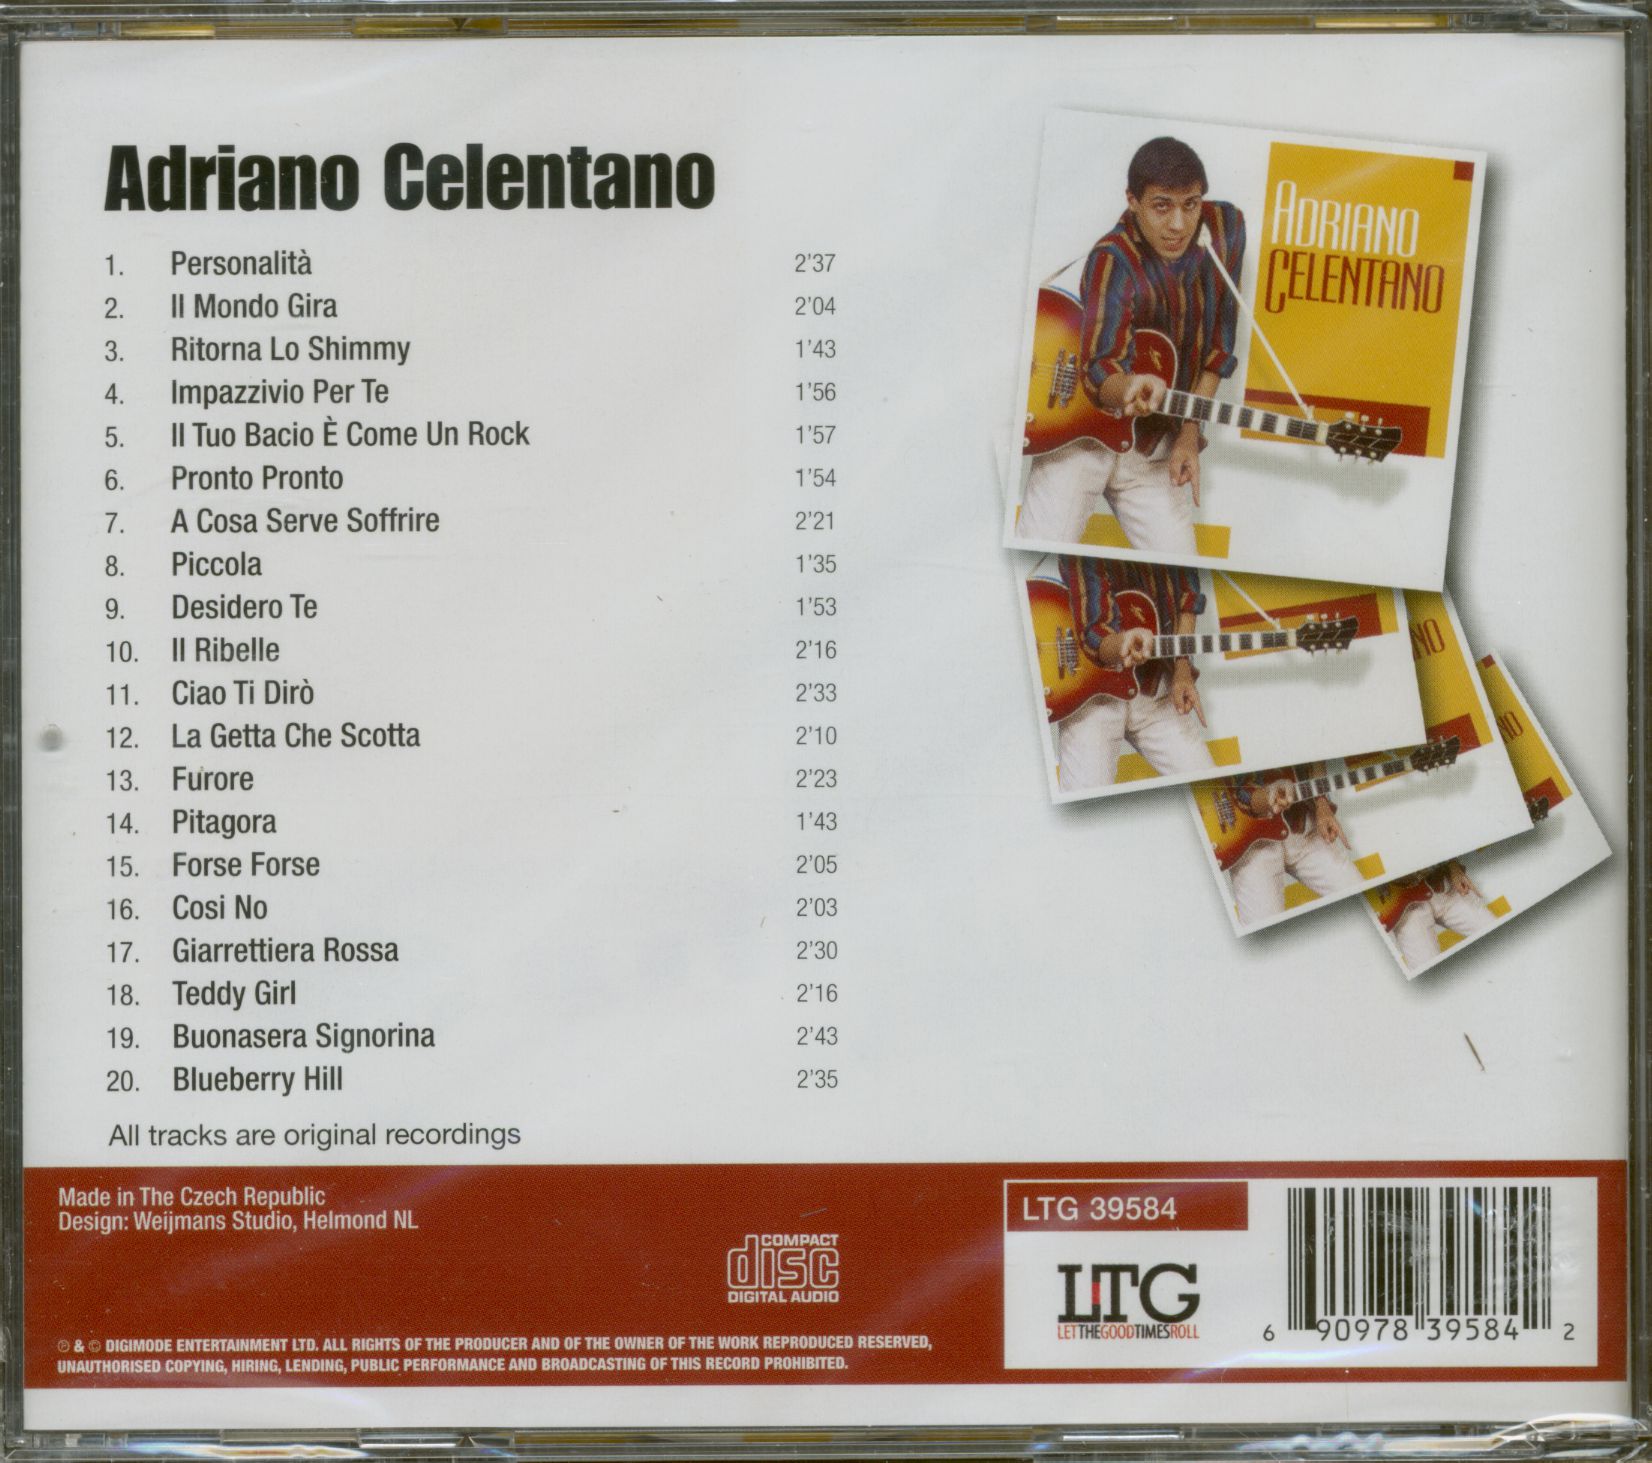 Adriano Celentano
1. Personalità 2'37
2. Il Mondo Gira 2'04
3. Ritorna Lo Shimmy 1'43
4. Impazzivio Per Te 1'56
5. Il Tuo Bacio È Come Un Rock 1'57
6. Pronto Pronto 1'54
7. A Cosa Serve Soffrire 2'21
8. Piccola 1'35
9. Desidero Te 1'53
10. Il Ribelle 2'16
11. Ciao Ti Dirò 2'33
12. La Getta Che Scotta 2'10
13. Furore 2'23
14. Pitagora 1'43
15. Forse Forse 2'05
16. Cosi No 2'03
17. Giarrettiera Rossa 2'30
18. Teddy Girl 2'16
19. Buonasera Signorina 2'43
20. Blueberry Hill 2'35
All tracks are original recordings
ADRIANO
CELENTANO
NO
NO
Made in The Czech Republic
Design: Weijmans Studio, Helmond NL
COMPACT
disc
DIGITAL AUDIO
℗ & © DIGIMODE ENTERTAINMENT LTD. ALL RIGHTS OF THE PRODUCER AND OF THE OWNER OF THE WORK REPRODUCED RESERVED,
UNAUTHORISED COPYING, HIRING, LENDING, PUBLIC PERFORMANCE AND BROADCASTING OF THIS RECORD PROHIBITED.
LTG 39584
LTG
LETTHEGOODTIMESROLL
6 90978 39584 2